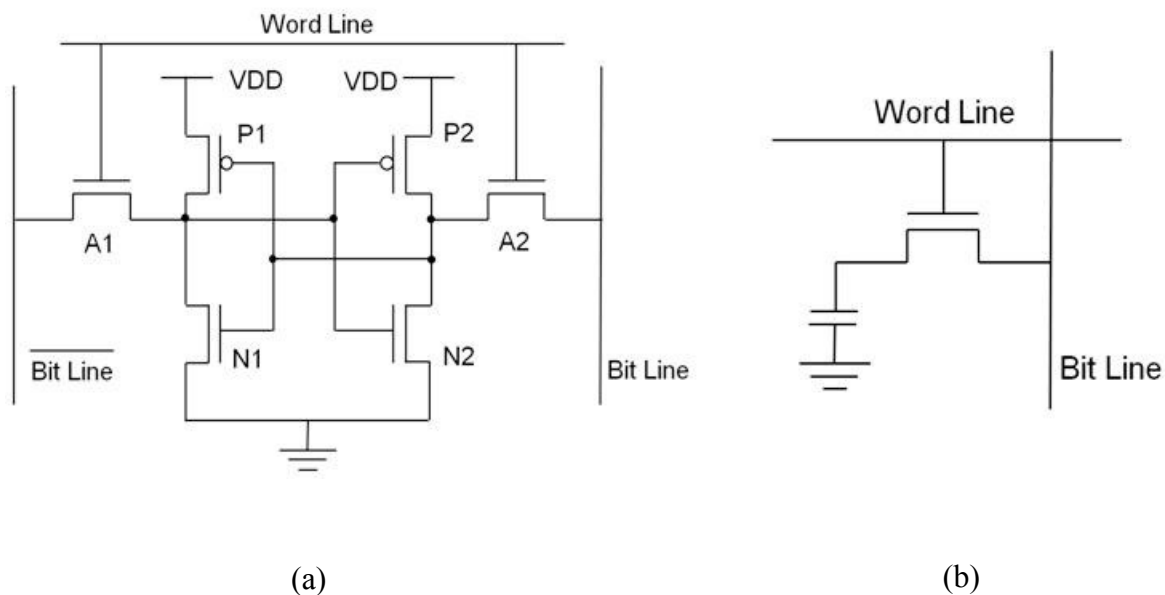 Word Line
VDD
VDD
P1
P2
A1
A2
N1
N2
Bit Line
Bit Line
(a)
Word Line
Bit Line
(b)